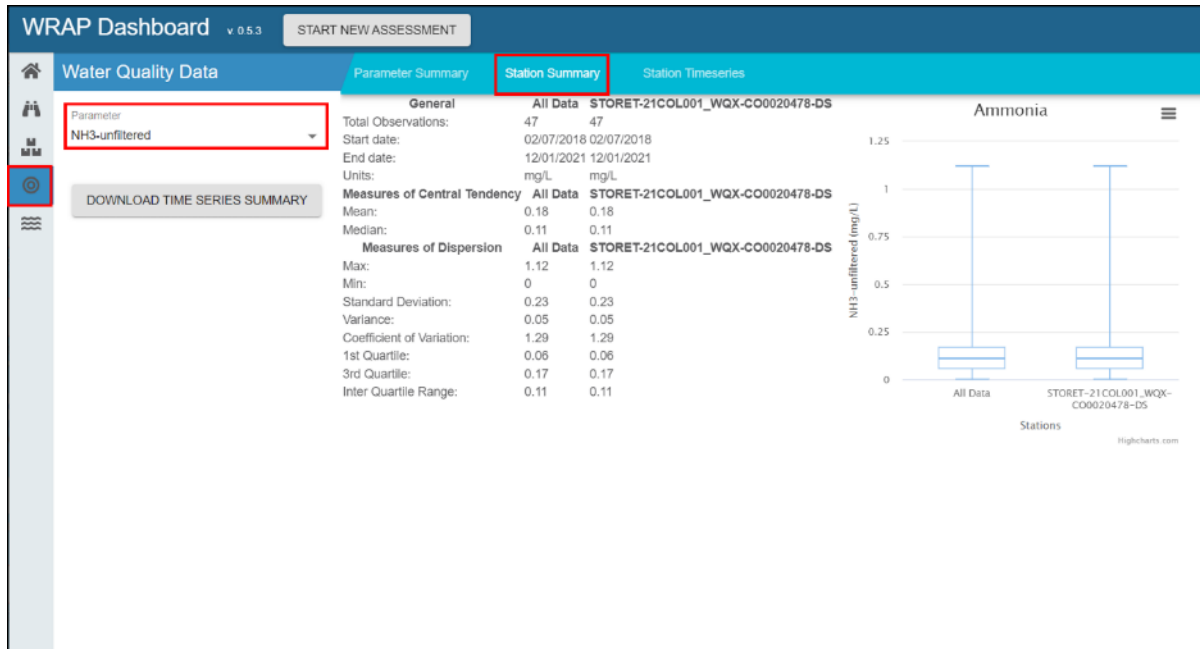 WRAP Dashboard v. 0.5.3 START NEW ASSESSMENT
Water Quality Data
Parameter Summary Station Summary Station Timeseries
Parameter
NH3-unfiltered
DOWNLOAD TIME SERIES SUMMARY
General All Data STORET-21COL001_WQX-CO0020478-DS
Total Observations: 47 47
Start date: 02/07/2018 02/07/2018
End date: 12/01/2021 12/01/2021
Units: mg/L mg/L
Measures of Central Tendency All Data STORET-21COL001_WQX-CO0020478-DS
Mean: 0.18 0.18
Median: 0.11 0.11
Measures of Dispersion All Data STORET-21COL001_WQX-CO0020478-DS
Max: 1.12 1.12
Min: 0 0
Standard Deviation: 0.23 0.23
Variance: 0.05 0.05
Coefficient of Variation: 1.29 1.29
1st Quartile: 0.06 0.06
3rd Quartile: 0.17 0.17
Inter Quartile Range: 0.11 0.11
Ammonia
NH3-unfiltered (mg/L)
1.25
1
0.75
0.5
0.25
0
All Data STORET-21COL001_WQX-
CO0020478-DS
Stations
Highcharts.com